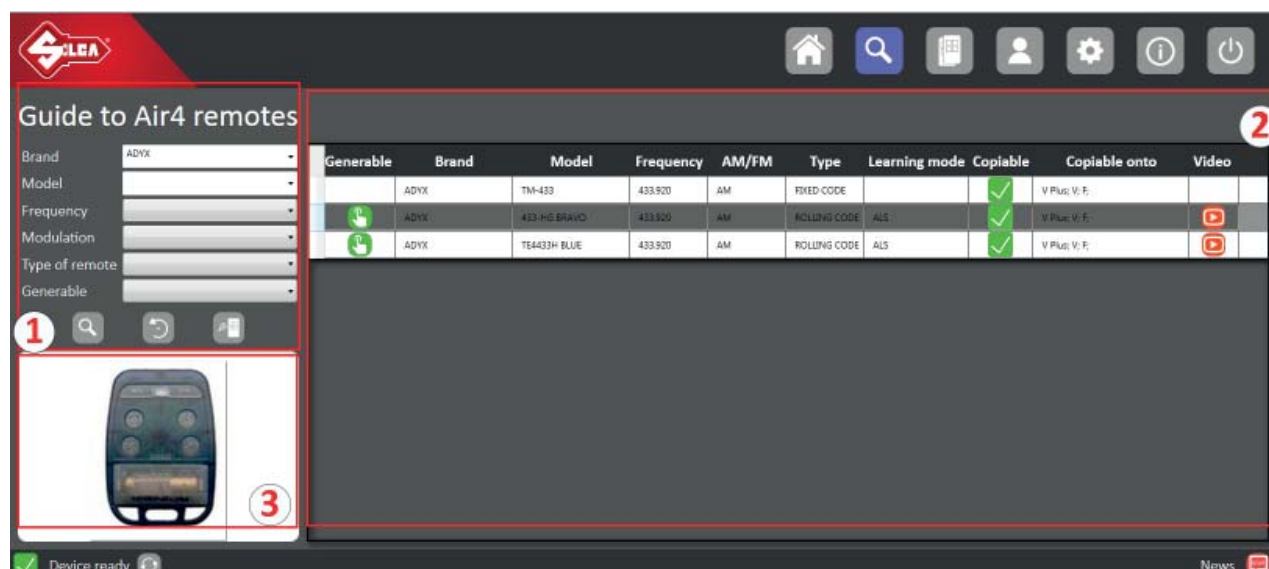 SILCA
Guide to Air4 remotes
Brand ADYX
Model
Frequency
Modulation
Type of remote
Generable
1
2
Generable Brand Model Frequency AM/FM Type Learning mode Copiable Copiable onto Video
ADYX TM-433 433.920 AM FIXED CODE V Plus; V; F;
ADYX 433-HG BRAVO 433.920 AM ROLLING CODE ALS V Plus; V; F;
ADYX TE4433H BLUE 433.920 AM ROLLING CODE ALS V Plus; V; F;
3
Device ready News